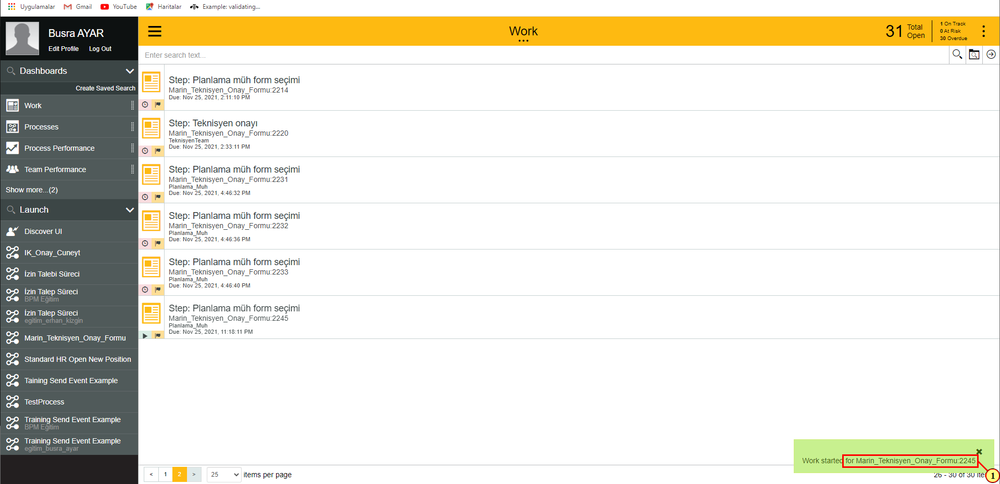 Uygulamalar Gmail YouTube Haritalar Example: validating...
Busra AYAR
Edit Profile Log Out
Dashboards
Create Saved Search
Work
Processes
Process Performance
Team Performance
Show more...(2)
Launch
Discover UI
IK_Onay_Cuneyt
İzin Talebi Süreci
İzin Talep Süreci
BPM Eğitim
İzin Talep Süreci
egitim_erhan_kizgin
Marin_Teknisyen_Onay_Formu
Standard HR Open New Position
Taining Send Event Example
TestProcess
Training Send Event Example
BPM Eğitim
Training Send Event Example
egitim_busra_ayar
Work
31 Total Open
1 On Track
0 At Risk
30 Overdue
Enter search text...
Step: Planlama müh form seçimi
Marin_Teknisyen_Onay_Formu:2214
Due: Nov 25, 2021, 2:11:10 PM
Step: Teknisyen onayı
Marin_Teknisyen_Onay_Formu:2220
TeknisyenTeam
Due: Nov 25, 2021, 2:33:11 PM
Step: Planlama müh form seçimi
Marin_Teknisyen_Onay_Formu:2231
Planlama_Muh
Due: Nov 25, 2021, 4:46:32 PM
Step: Planlama müh form seçimi
Marin_Teknisyen_Onay_Formu:2232
Planlama_Muh
Due: Nov 25, 2021, 4:46:36 PM
Step: Planlama müh form seçimi
Marin_Teknisyen_Onay_Formu:2233
Planlama_Muh
Due: Nov 25, 2021, 4:46:40 PM
Step: Planlama müh form seçimi
Marin_Teknisyen_Onay_Formu:2245
Planlama_Muh
Due: Nov 25, 2021, 11:18:11 PM
Work started for Marin_Teknisyen_Onay_Formu:2245
< 1 2 > 25 items per page
26 - 30 of 30
1